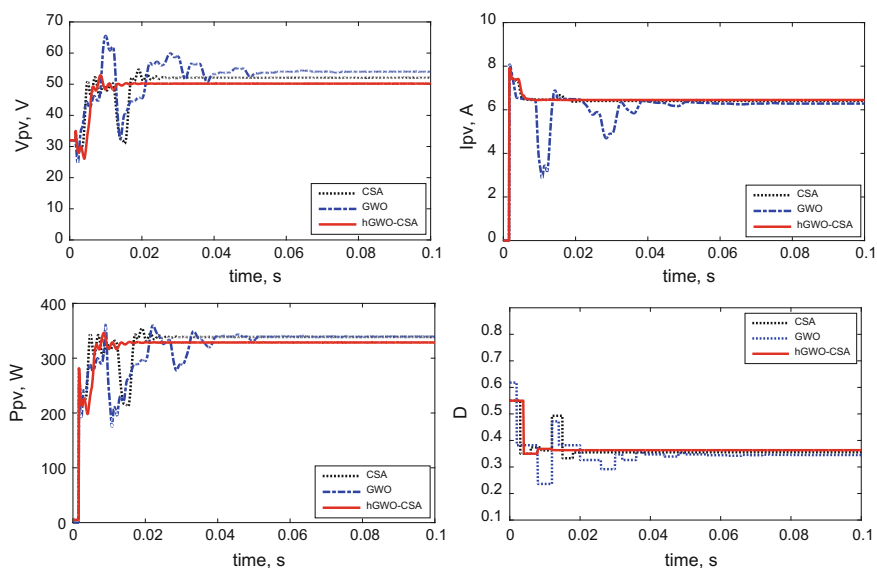 Vpv, V
70
60
50
40
30
20
10
0
0
0.02
0.04
0.06
0.08
0.1
time, s
CSA
GWO
hGWO-CSA
Ipv, A
10
8
6
4
2
0
0
0.02
0.04
0.06
0.08
0.1
time, s
CSA
GWO
hGWO-CSA
Ppv, W
400
300
200
100
0
0
0.02
0.04
0.06
0.08
0.1
time, s
CSA
GWO
hGWO-CSA
D
0.9
0.8
0.7
0.6
0.5
0.4
0.3
0.2
0.1
0
0.02
0.04
0.06
0.08
0.1
time, s
CSA
GWO
hGWO-CSA